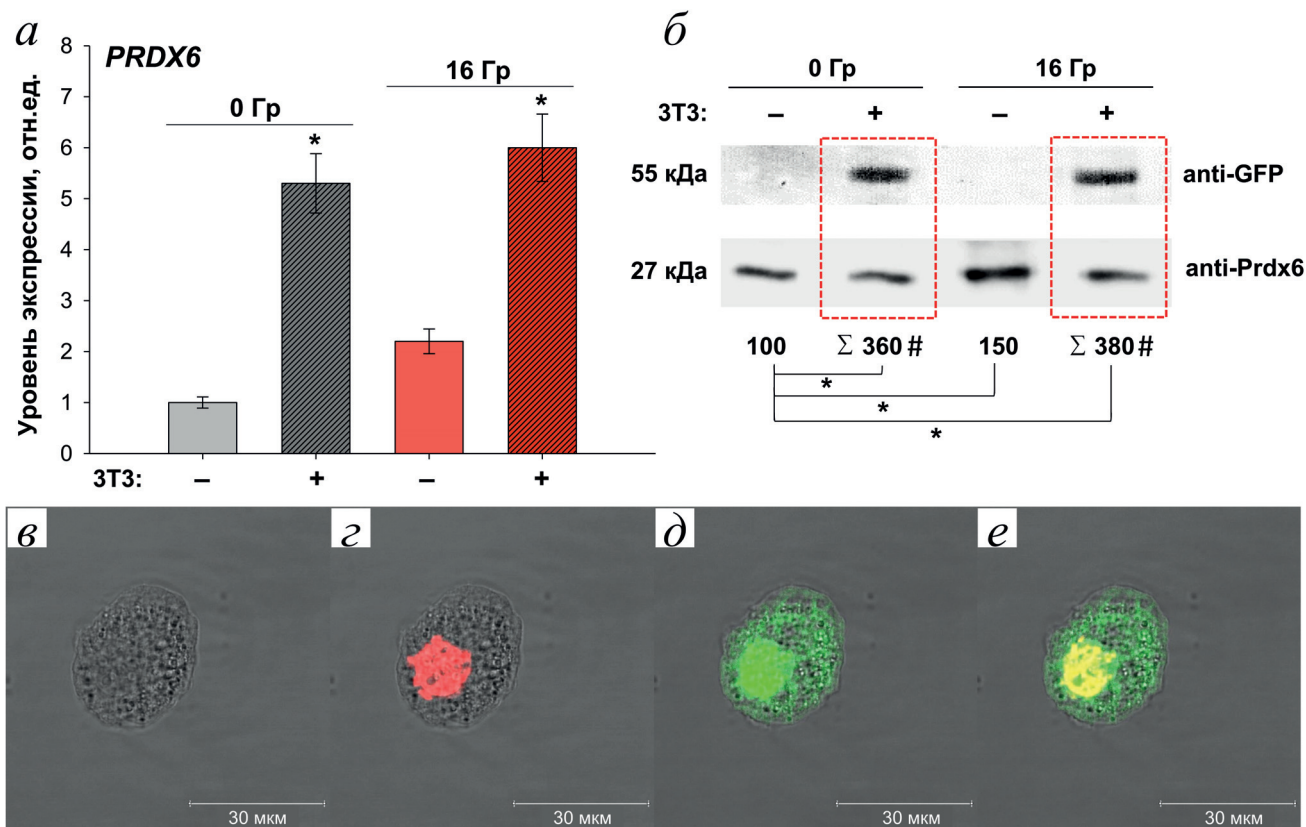 а
PRDX6
Уровень экспрессии, отн.ед.
8
7
6
5
4
3
2
1
0
0 Гр
16 Гр
*
*
3T3:
–
+
–
+
б
0 Гр
16 Гр
3T3:
–
+
–
+
55 кДа
anti-GFP
27 кДа
anti-Prdx6
100
Σ 360 #
150
Σ 380 #
*
*
*
в
г
д
е
30 мкм
30 мкм
30 мкм
30 мкм